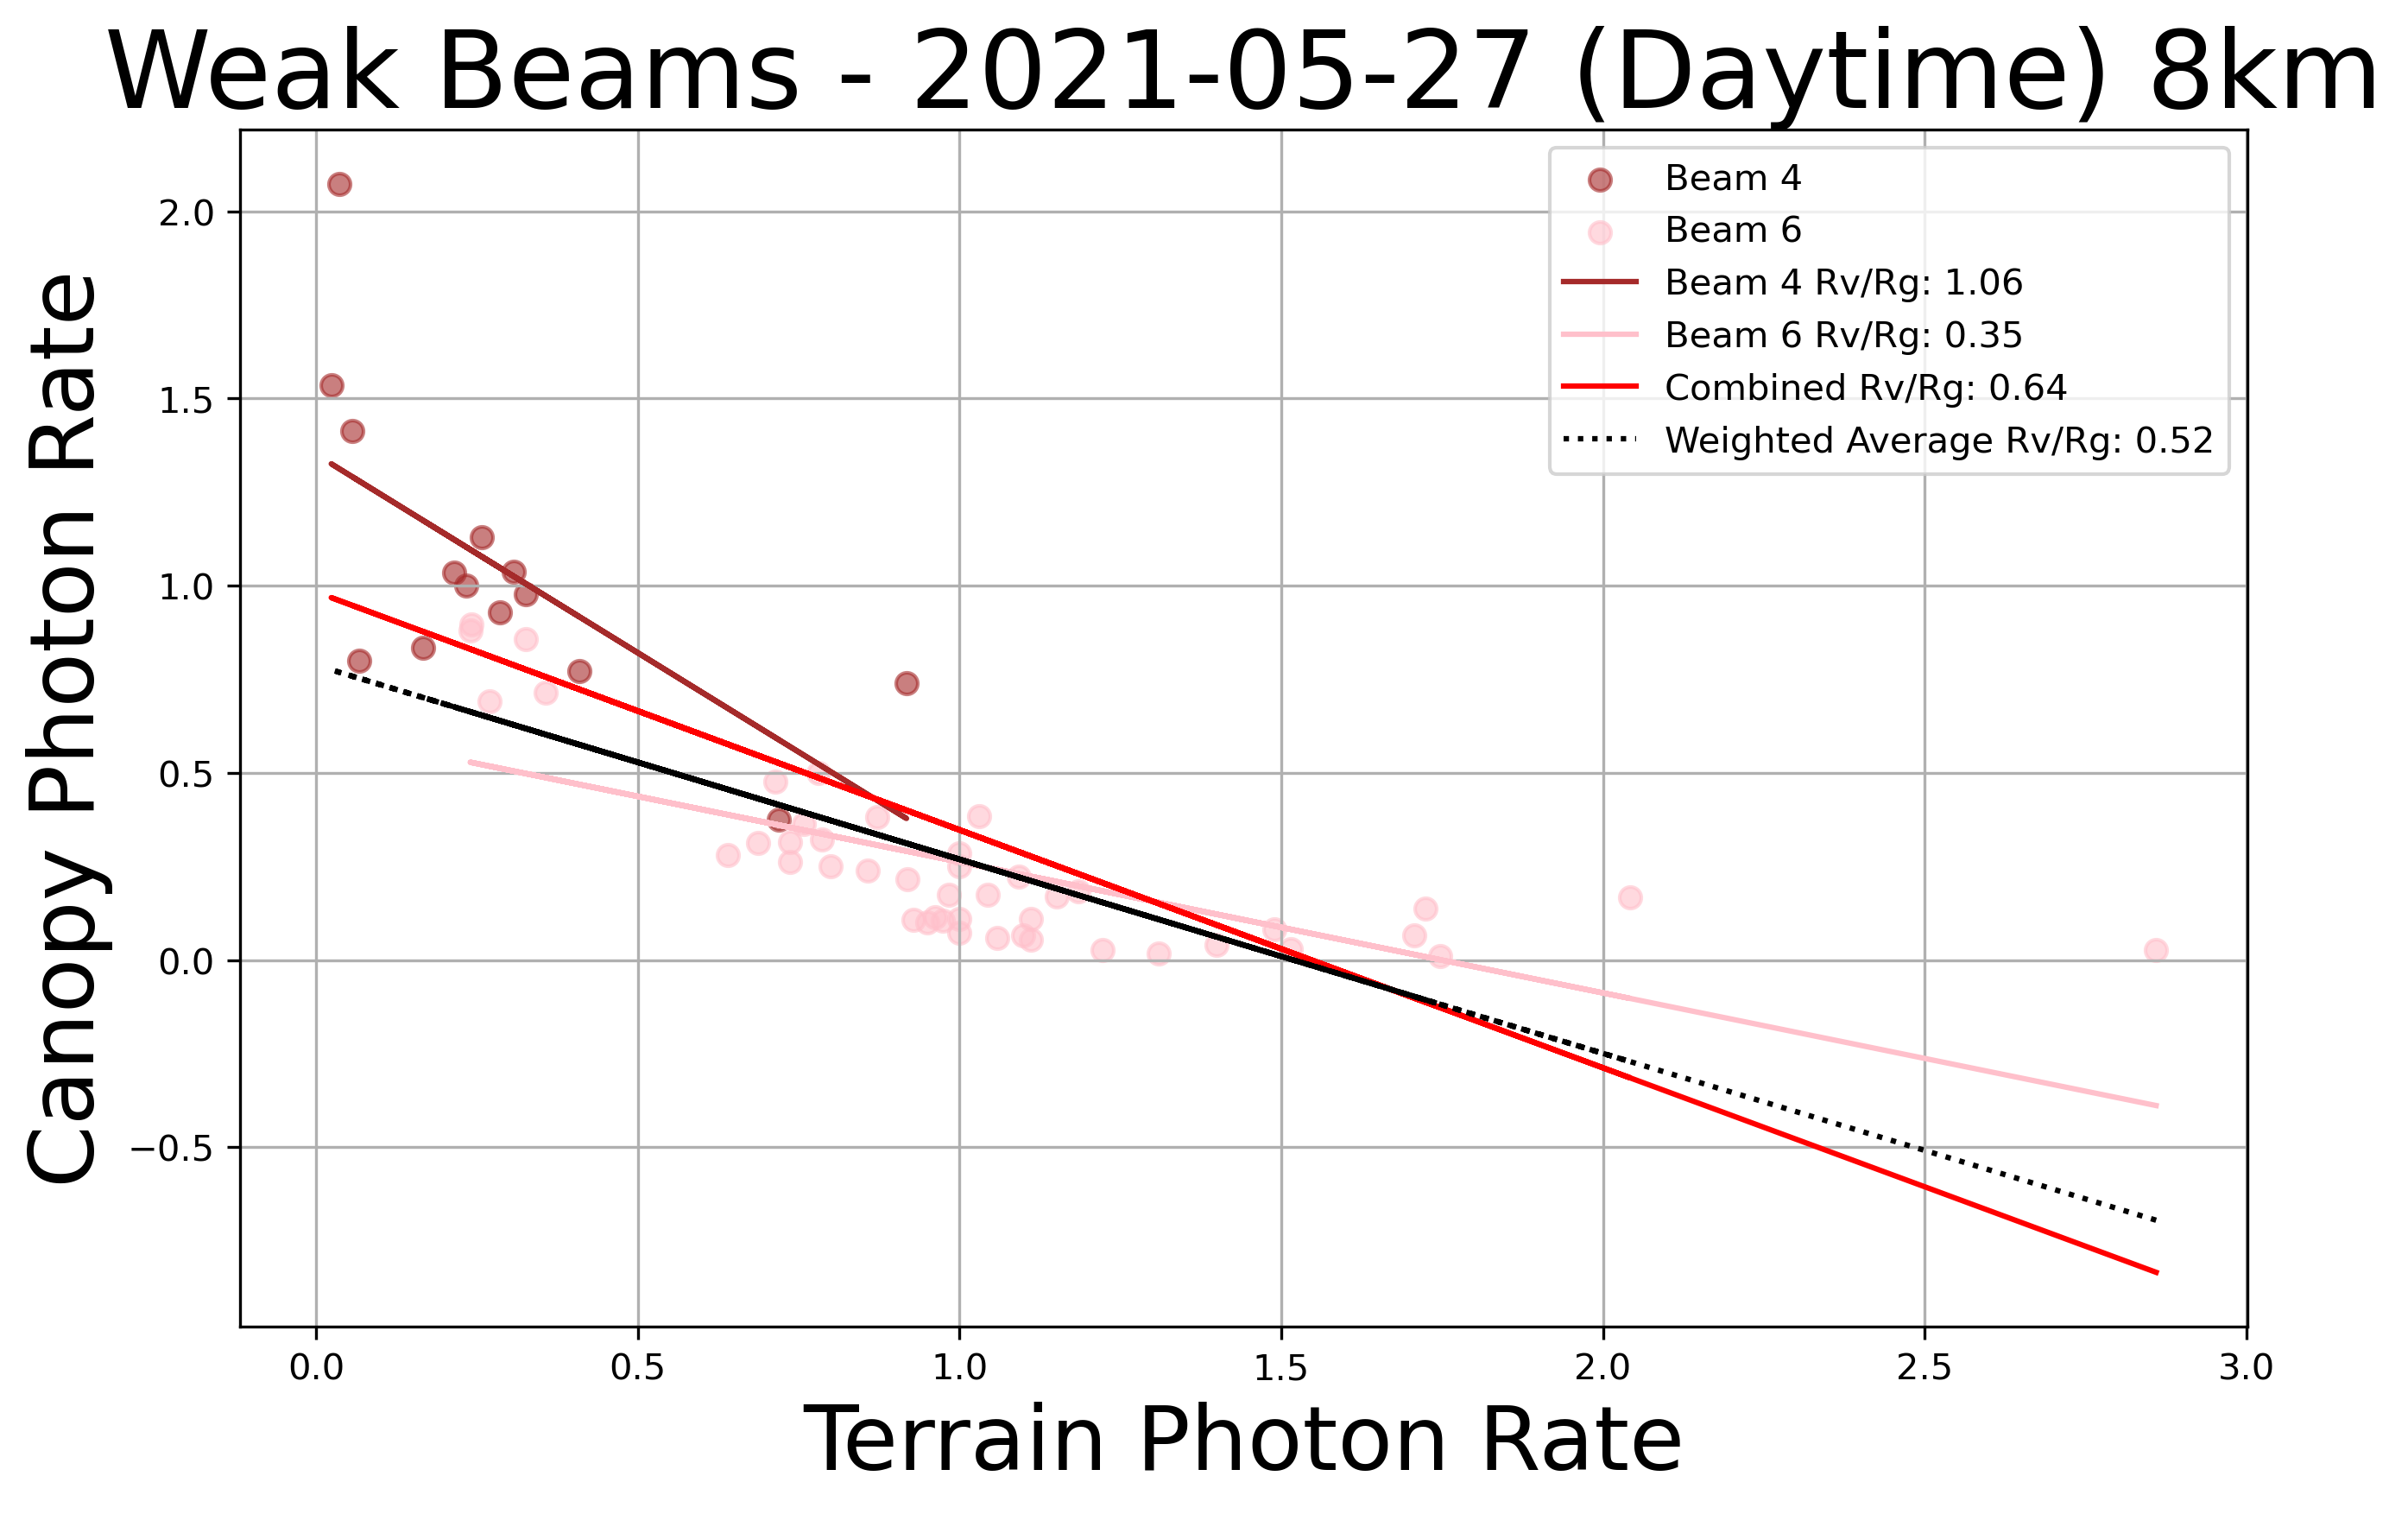 Weak Beams - 2021-05-27 (Daytime) 8km
Canopy Photon Rate
2.0
1.5
1.0
0.5
0.0
−0.5
Beam 4
Beam 6
Beam 4 Rv/Rg: 1.06
Beam 6 Rv/Rg: 0.35
Combined Rv/Rg: 0.64
Weighted Average Rv/Rg: 0.52
0.0 0.5 1.0 1.5 2.0 2.5 3.0
Terrain Photon Rate